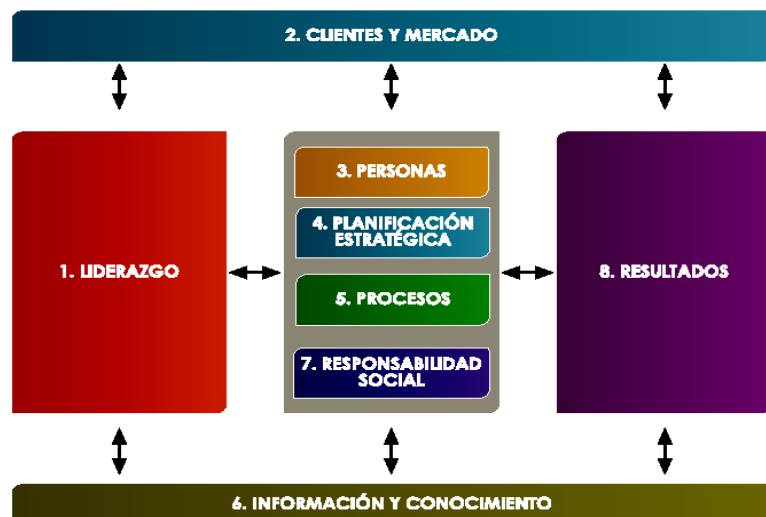 2. CLIENTES Y MERCADO
3. PERSONAS
4. PLANIFICACIÓN
ESTRATÉGICA
1. LIDERAZGO
8. RESULTADOS
5. PROCESOS
7. RESPONSABILIDAD
SOCIAL
6. INFORMACIÓN Y CONOCIMIENTO